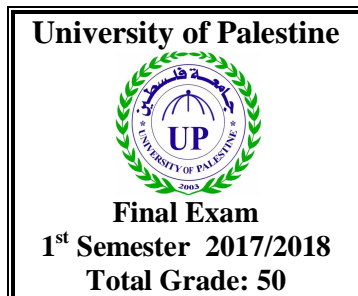 University of Palestine
جامعة فلسطين
UP
UNIVERSITY OF PALESTINE
2003
Final Exam
1st Semester 2017/2018
Total Grade: 50